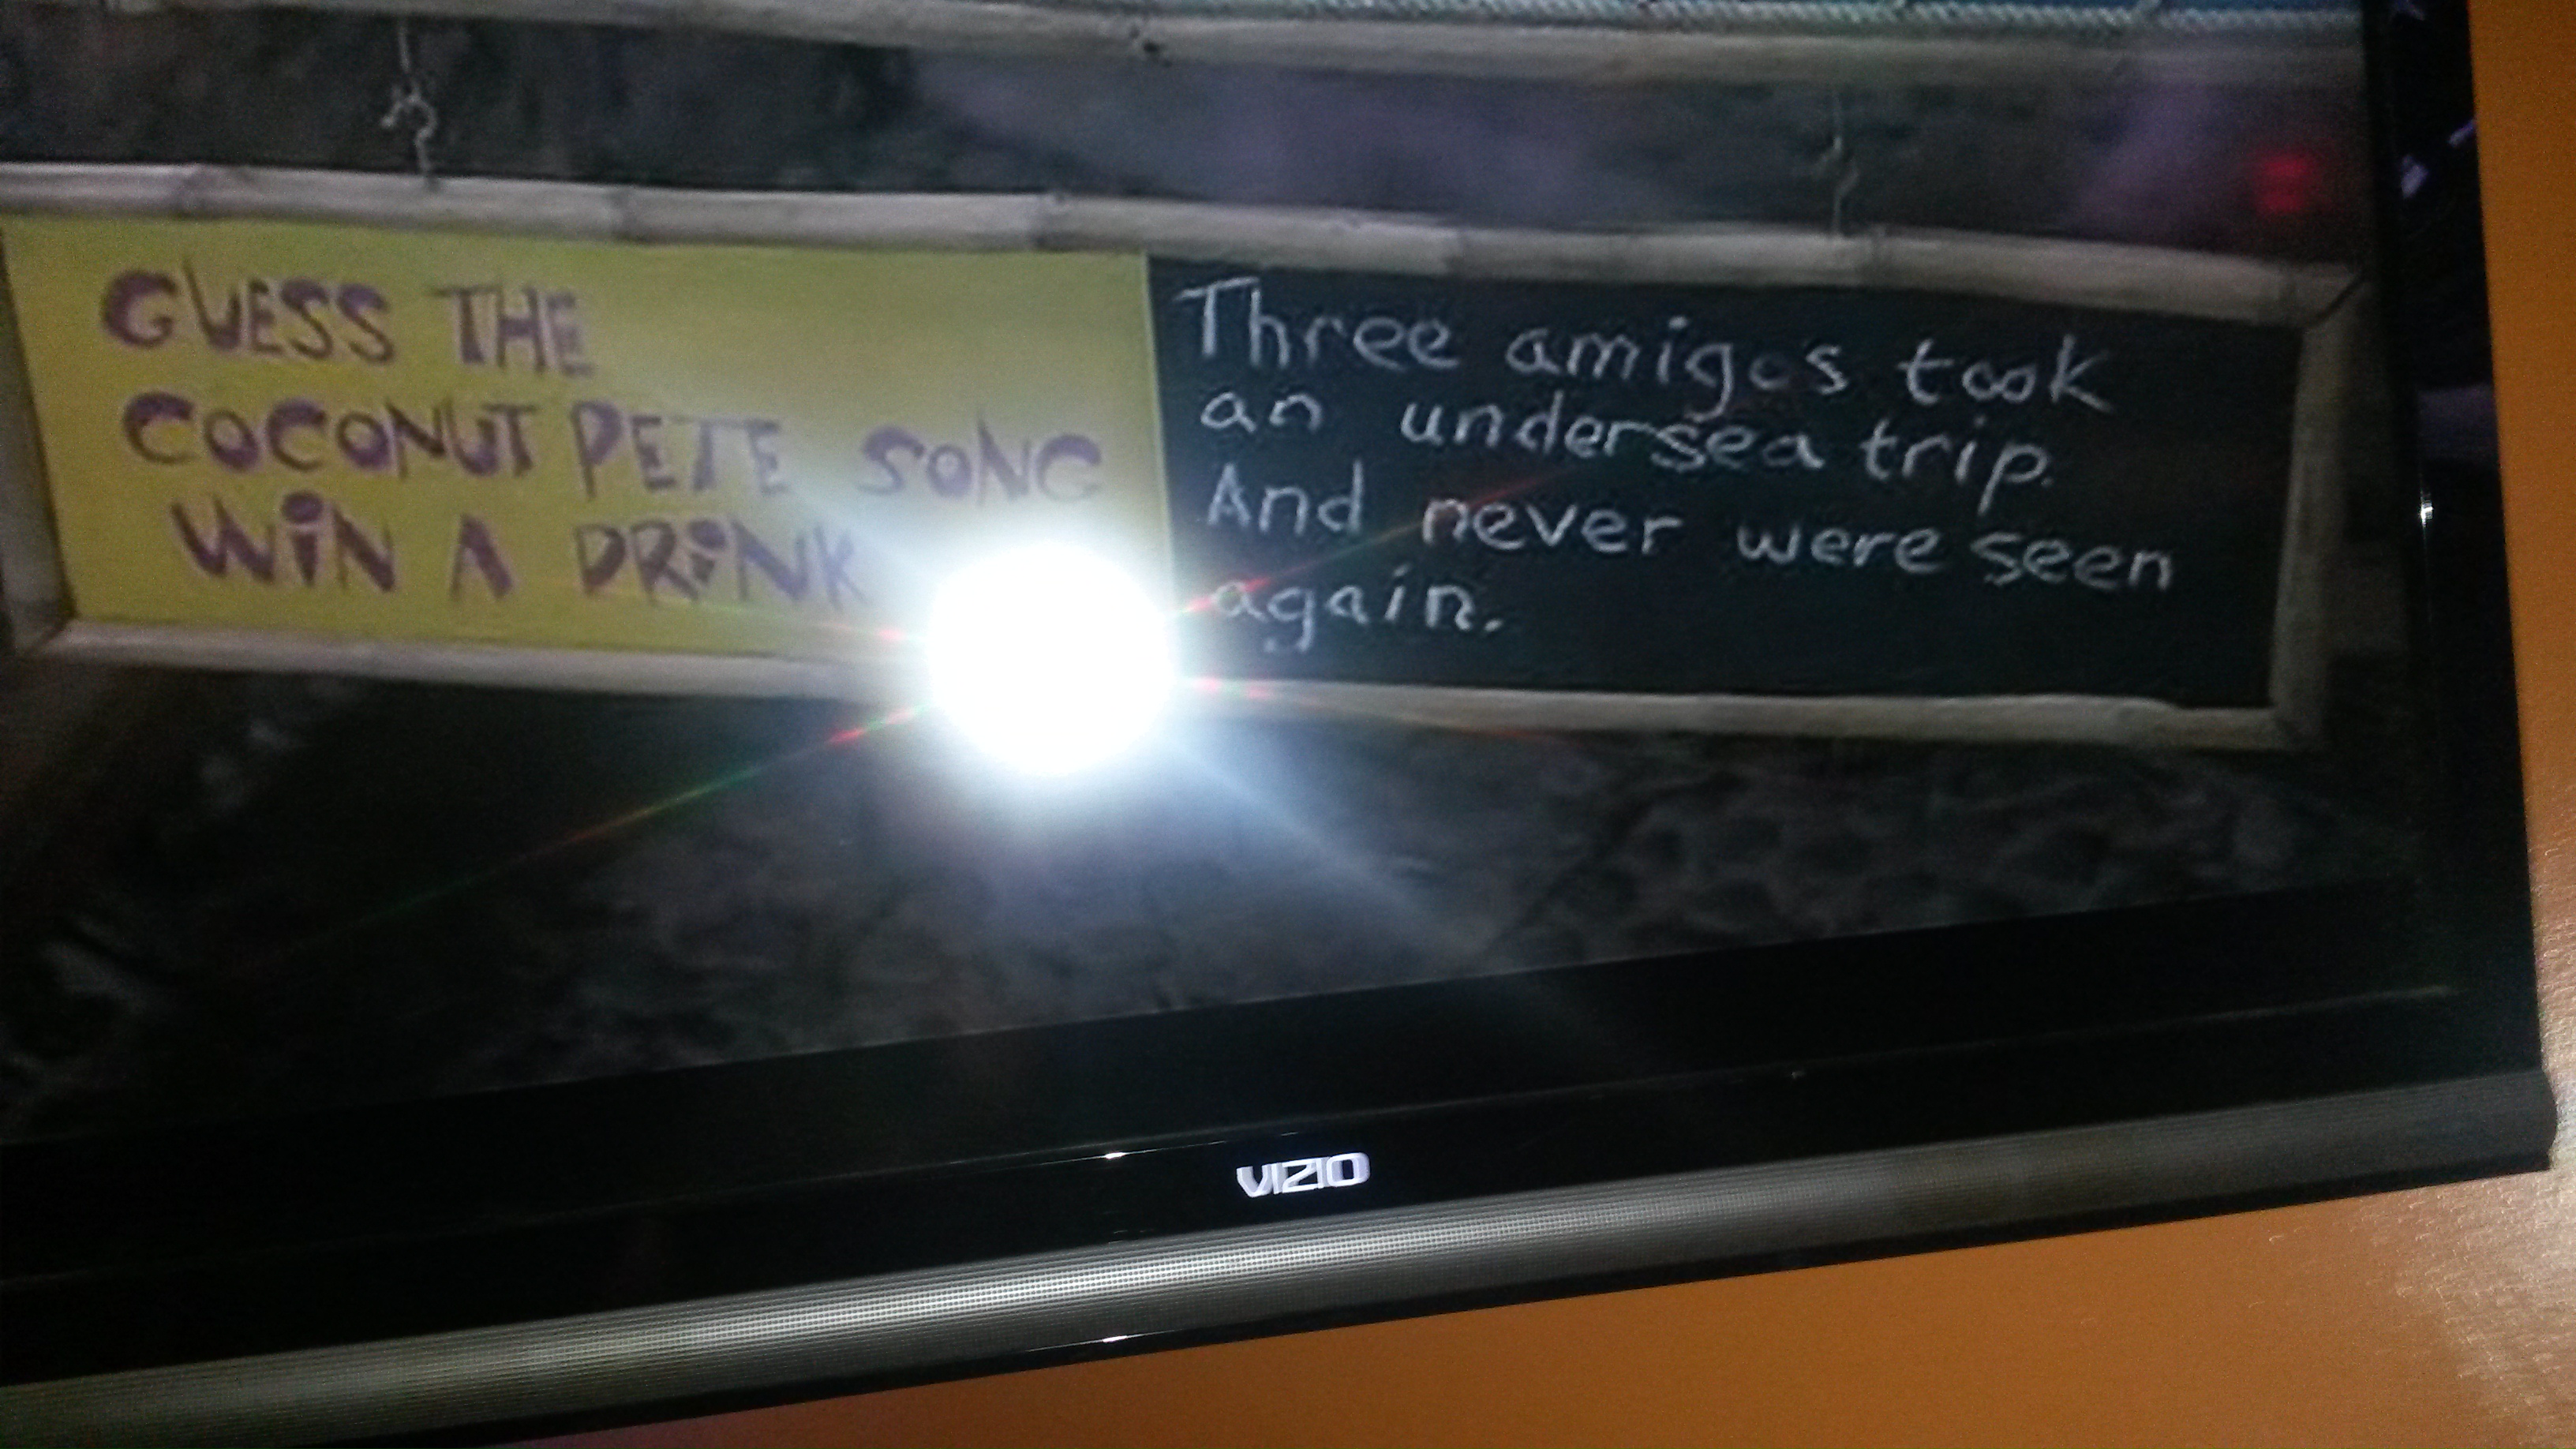 GUESS THE
COCONUT PETE SONG
WIN A DRINK
Three amigos took
an undersea trip.
And never were seen
again.
VIZIO